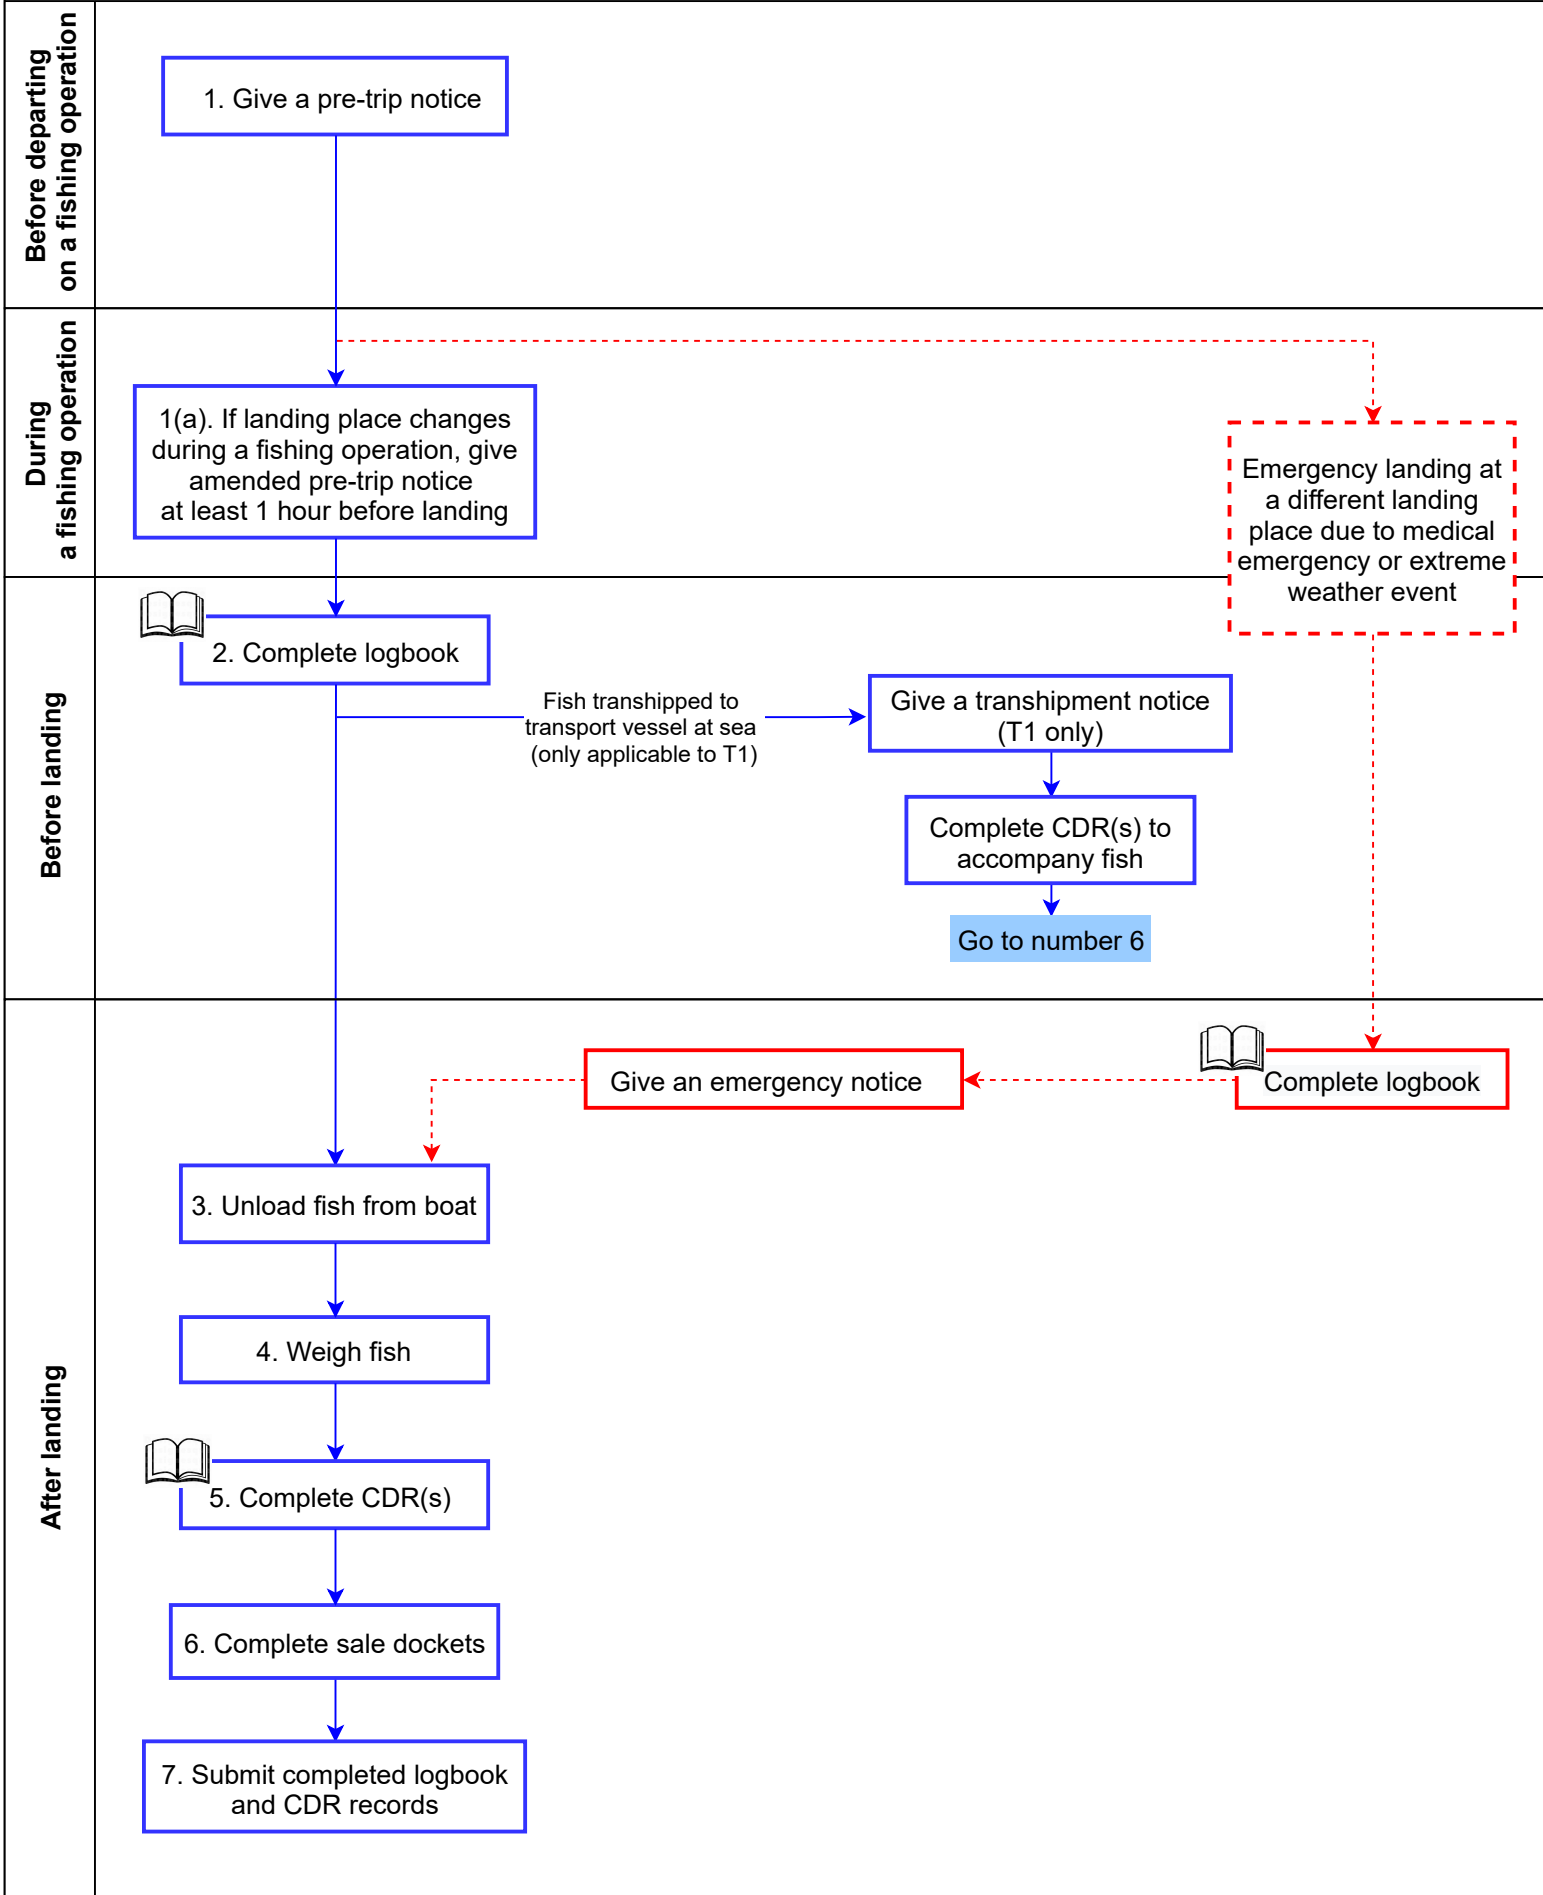 Before departing
on a fishing operation
1. Give a pre-trip notice
During
a fishing operation
1(a). If landing place changes
during a fishing operation, give
amended pre-trip notice
at least 1 hour before landing
Emergency landing at
a different landing
place due to medical
emergency or extreme
weather event
Before landing
2. Complete logbook
Fish transhipped to
transport vessel at sea
(only applicable to T1)
Give a transhipment notice
(T1 only)
Complete CDR(s) to
accompany fish
Go to number 6
After landing
Complete logbook
Give an emergency notice
3. Unload fish from boat
4. Weigh fish
5. Complete CDR(s)
6. Complete sale dockets
7. Submit completed logbook
and CDR records